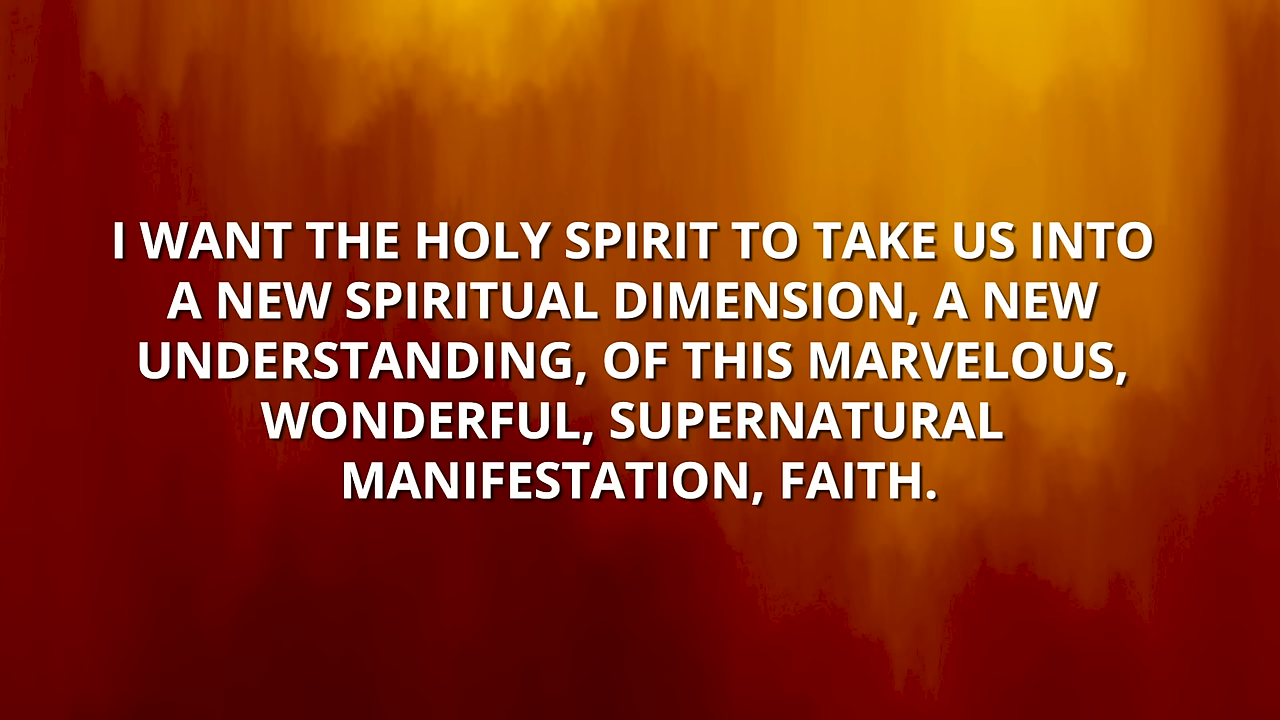 I WANT THE HOLY SPIRIT TO TAKE US INTO
A NEW SPIRITUAL DIMENSION, A NEW
UNDERSTANDING, OF THIS MARVELOUS,
WONDERFUL, SUPERNATURAL
MANIFESTATION, FAITH.